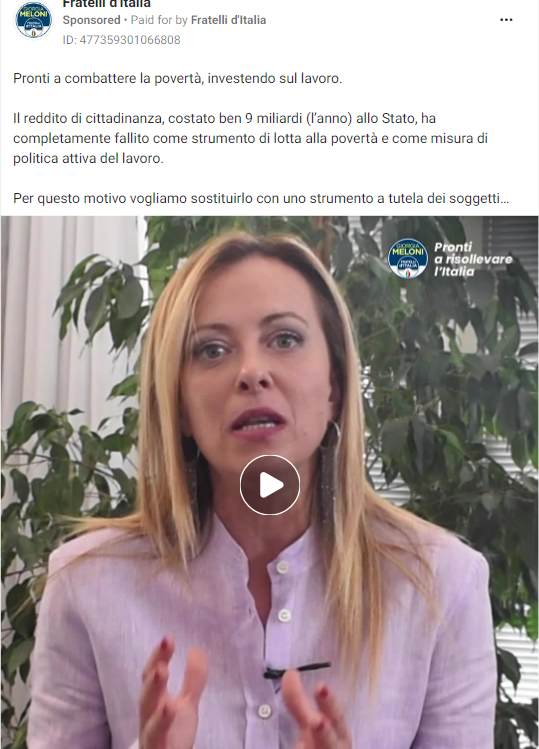 Fratelli d'Italia
Sponsored • Paid for by Fratelli d'Italia
ID: 477359301066808
Pronti a combattere la povertà, investendo sul lavoro.
Il reddito di cittadinanza, costato ben 9 miliardi (l'anno) allo Stato, ha
completamente fallito come strumento di lotta alla povertà e come misura di
politica attiva del lavoro.
Per questo motivo vogliamo sostituirlo con uno strumento a tutela dei soggetti...
GIORGIA
MELONI
FRATELLI
D'ITALIA
Pronti
a risollevare
l'Italia